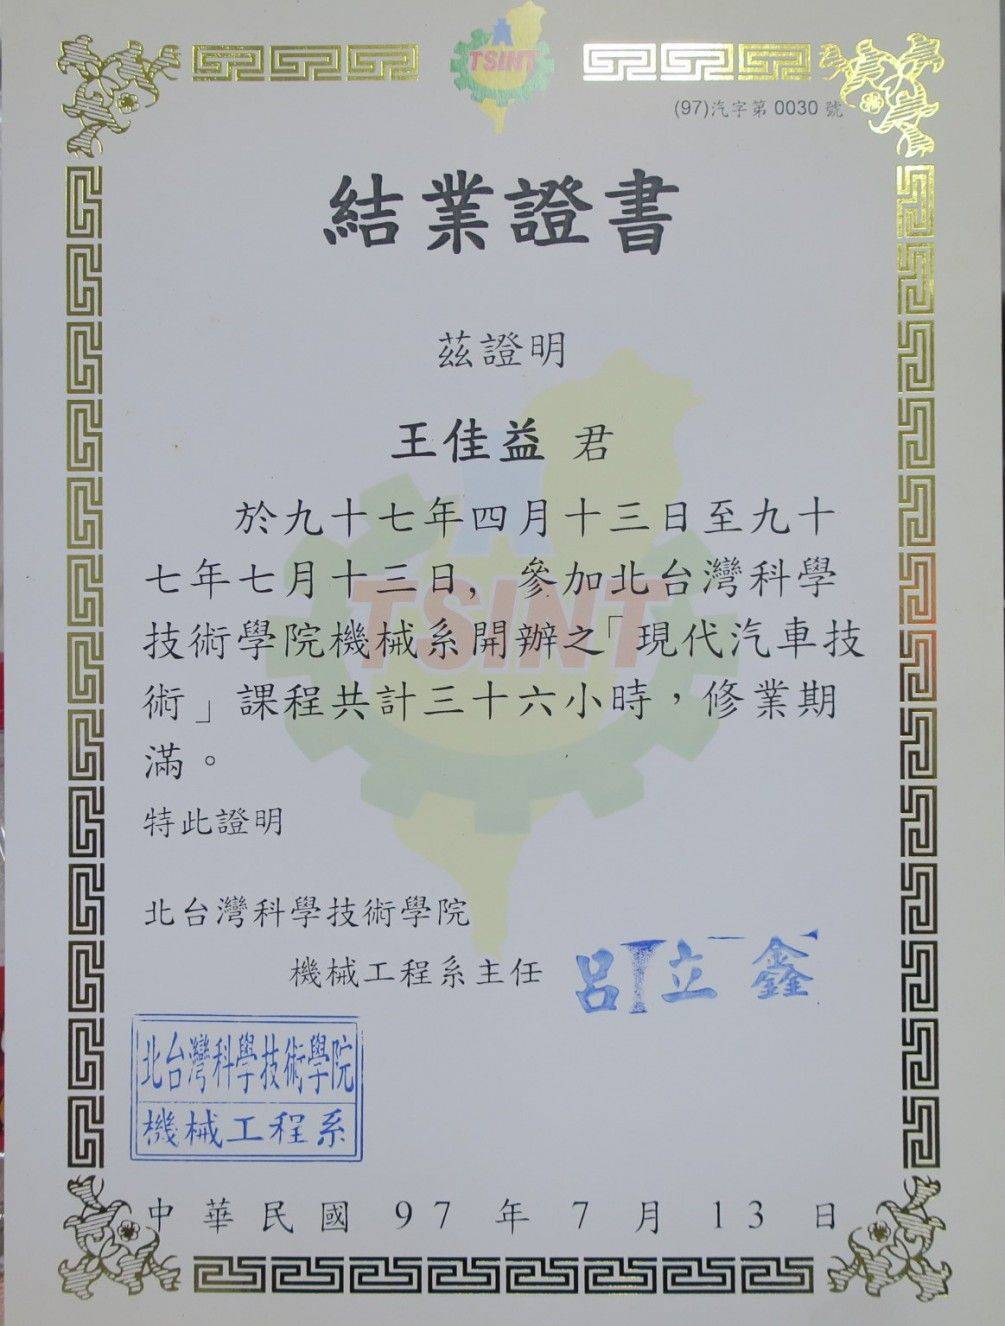 TSINT
(97)汽字第 0030 號
結業證書
茲證明
王佳益 君
於九十七年四月十三日至九十
七年七月十三日, 參加北台灣科學
技術學院機械系開辦之「現代汽車技
術」課程共計三十六小時，修業期
滿。
特此證明
TSINT
北台灣科學技術學院
機械工程系主任 呂立鑫
北台灣科學技術學院
機械工程系
中華民國 97 年 7 月 13 日